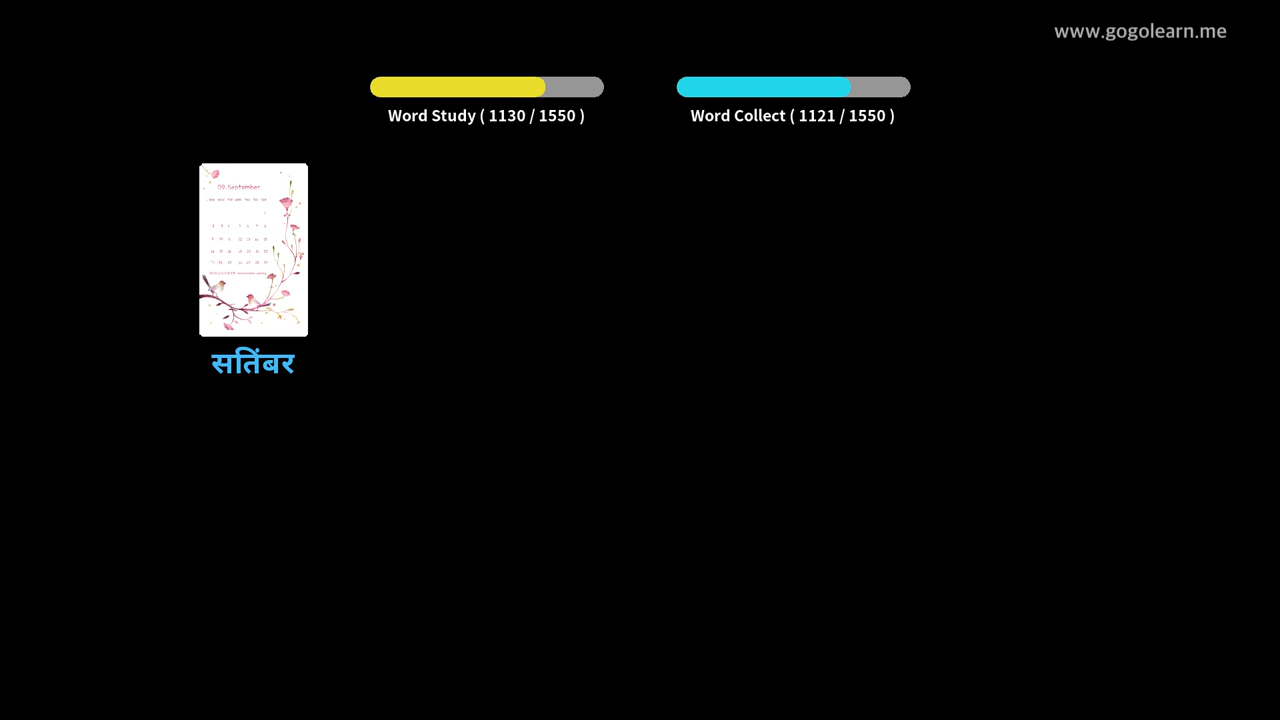 www.gogolearn.me
Word Study ( 1130 / 1550 )
Word Collect ( 1121 / 1550 )
09.September
सतिंबर